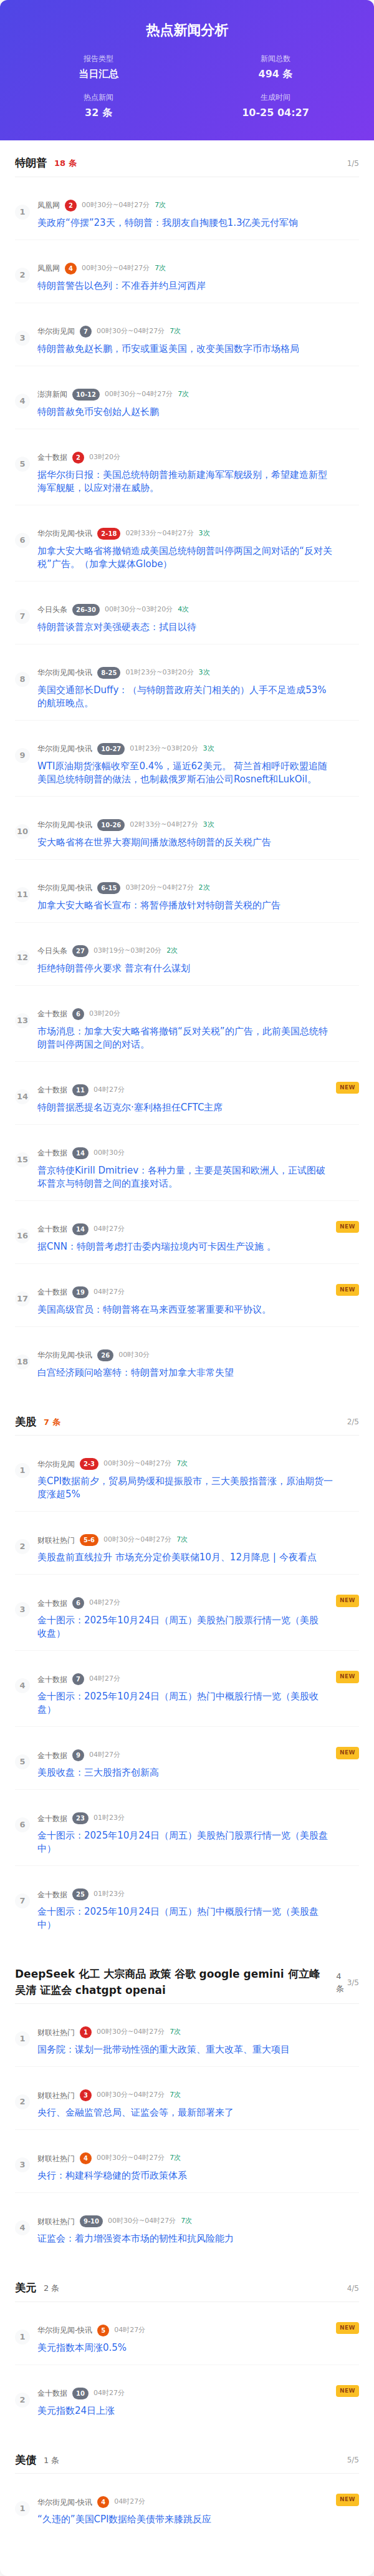 热点新闻分析
报告类型
新闻总数
当日汇总
494 条
热点新闻
生成时间
32 条
10-25 04:27
特朗普 18 条
1/5
1
凤凰网 2 00时30分~04时27分 7次
美政府“停摆”23天，特朗普：我朋友自掏腰包1.3亿美元付军饷
2
凤凰网 4 00时30分~04时27分 7次
特朗普警告以色列：不准吞并约旦河西岸
3
华尔街见闻 7 00时30分~04时27分 7次
特朗普赦免赵长鹏，币安或重返美国，改变美国数字币市场格局
4
澎湃新闻 10-12 00时30分~04时27分 7次
特朗普赦免币安创始人赵长鹏
5
金十数据 2 03时20分
据华尔街日报：美国总统特朗普推动新建海军军舰级别，希望建造新型
海军舰艇，以应对潜在威胁。
6
华尔街见闻-快讯 2-18 02时33分~04时27分 3次
加拿大安大略省将撤销造成美国总统特朗普叫停两国之间对话的“反对关
税”广告。（加拿大媒体Globe）
7
今日头条 26-30 00时30分~03时20分 4次
特朗普谈普京对美强硬表态：拭目以待
8
华尔街见闻-快讯 8-25 01时23分~03时20分 3次
美国交通部长Duffy：（与特朗普政府关门相关的）人手不足造成53%
的航班晚点。
9
华尔街见闻-快讯 10-27 01时23分~03时20分 3次
WTI原油期货涨幅收窄至0.4%，逼近62美元。 荷兰首相呼吁欧盟追随
美国总统特朗普的做法，也制裁俄罗斯石油公司Rosneft和LukOil。
10
华尔街见闻-快讯 10-26 02时33分~04时27分 3次
安大略省将在世界大赛期间播放激怒特朗普的反关税广告
11
华尔街见闻-快讯 6-15 03时20分~04时27分 2次
加拿大安大略省长宣布：将暂停播放针对特朗普关税的广告
12
今日头条 27 03时19分~03时20分 2次
拒绝特朗普停火要求 普京有什么谋划
13
金十数据 6 03时20分
市场消息：加拿大安大略省将撤销“反对关税”的广告，此前美国总统特
朗普叫停两国之间的对话。
14
金十数据 11 04时27分
NEW
特朗普据悉提名迈克尔·塞利格担任CFTC主席
15
金十数据 14 00时30分
普京特使Kirill Dmitriev：各种力量，主要是英国和欧洲人，正试图破
坏普京与特朗普之间的直接对话。
16
金十数据 14 04时27分
NEW
据CNN：特朗普考虑打击委内瑞拉境内可卡因生产设施 。
17
金十数据 19 04时27分
NEW
美国高级官员：特朗普将在马来西亚签署重要和平协议。
18
华尔街见闻-快讯 26 00时30分
白宫经济顾问哈塞特：特朗普对加拿大非常失望
美股 7 条
2/5
1
华尔街见闻 2-3 00时30分~04时27分 7次
美CPI数据前夕，贸易局势缓和提振股市，三大美股指普涨，原油期货一
度涨超5%
2
财联社热门 5-6 00时30分~04时27分 7次
美股盘前直线拉升 市场充分定价美联储10月、12月降息 | 今夜看点
3
金十数据 6 04时27分
NEW
金十图示：2025年10月24日（周五）美股热门股票行情一览（美股
收盘）
4
金十数据 7 04时27分
NEW
金十图示：2025年10月24日（周五）热门中概股行情一览（美股收
盘）
5
金十数据 9 04时27分
NEW
美股收盘：三大股指齐创新高
6
金十数据 23 01时23分
金十图示：2025年10月24日（周五）美股热门股票行情一览（美股盘
中）
7
金十数据 25 01时23分
金十图示：2025年10月24日（周五）热门中概股行情一览（美股盘
中）
DeepSeek 化工 大宗商品 政策 谷歌 google gemini 何立峰
吴清 证监会 chatgpt openai
4
条
3/5
1
财联社热门 1 00时30分~04时27分 7次
国务院：谋划一批带动性强的重大政策、重大改革、重大项目
2
财联社热门 3 00时30分~04时27分 7次
央行、金融监管总局、证监会等，最新部署来了
3
财联社热门 4 00时30分~04时27分 7次
央行：构建科学稳健的货币政策体系
4
财联社热门 9-10 00时30分~04时27分 7次
证监会：着力增强资本市场的韧性和抗风险能力
美元 2 条
4/5
1
华尔街见闻-快讯 5 04时27分
NEW
美元指数本周涨0.5%
2
金十数据 10 04时27分
NEW
美元指数24日上涨
美债 1 条
5/5
1
华尔街见闻-快讯 4 04时27分
NEW
“久违的”美国CPI数据给美债带来膝跳反应